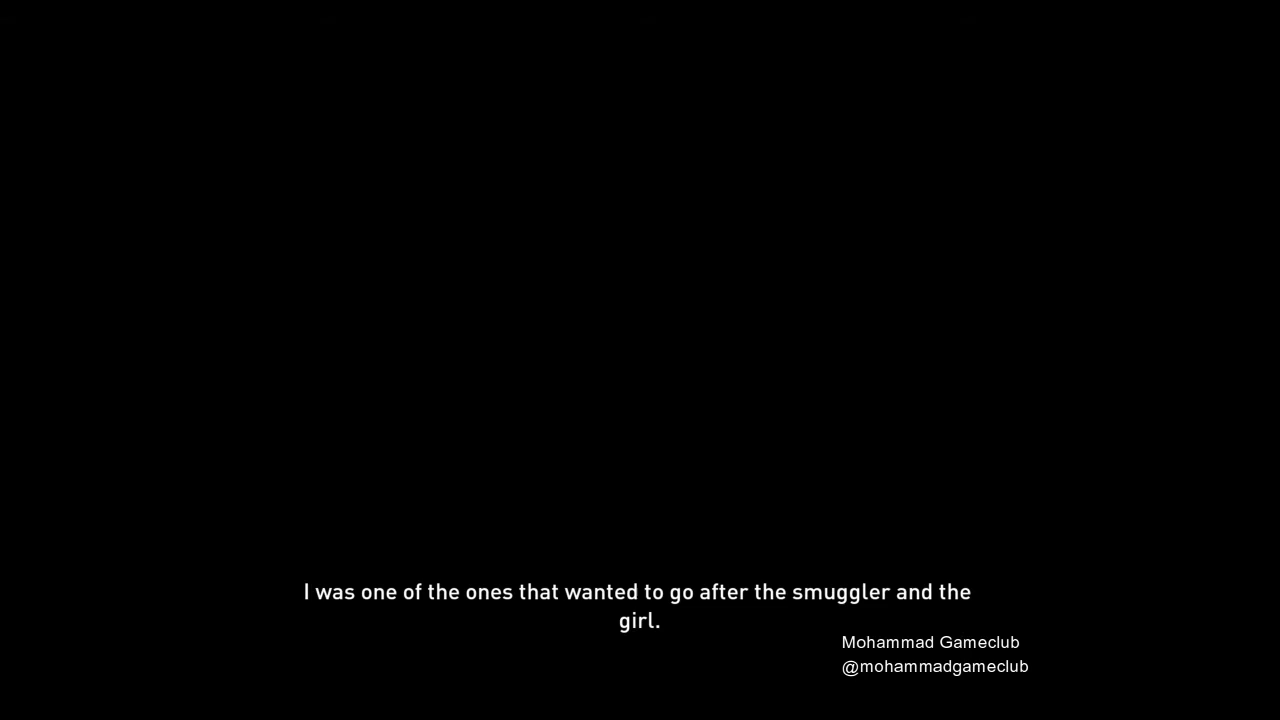 I was one of the ones that wanted to go after the smuggler and the
girl.
Mohammad Gameclub
@mohammadgameclub